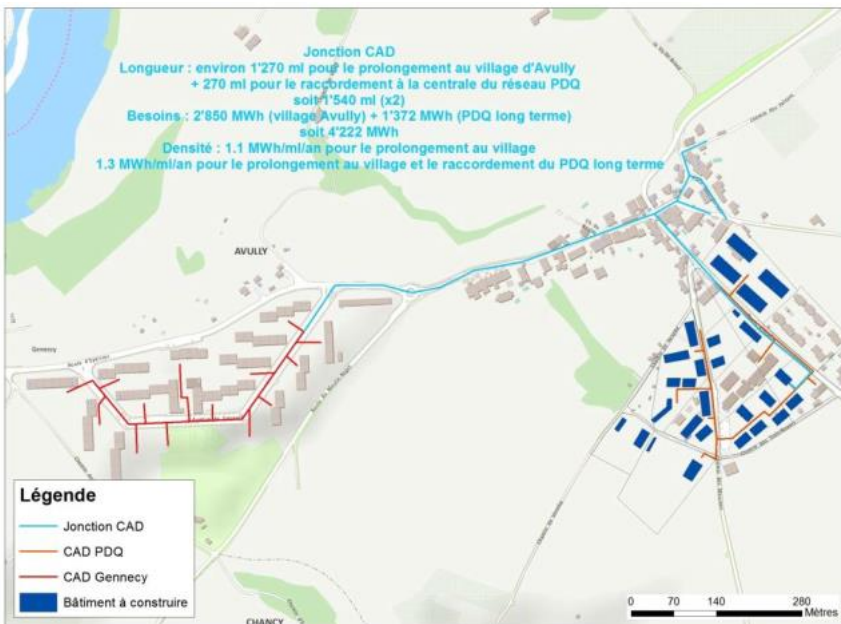 Jonction CAD
Longueur : environ 1'270 ml pour le prolongement au village d'Avully
+ 270 ml pour le raccordement à la centrale du réseau PDQ
soit 1'540 ml (x2)
Besoins : 2'850 MWh (village Avully) + 1'372 MWh (PDQ long terme)
soit 4'222 MWh
Densité : 1.1 MWh/ml/an pour le prolongement au village
1.3 MWh/ml/an pour le prolongement au village et le raccordement du PDQ long terme
AVULLY
Gennecy
Légende
Jonction CAD
CAD PDQ
CAD Gennecy
Bâtiment à construire
CHANCY
0 70 140 280
Mètres